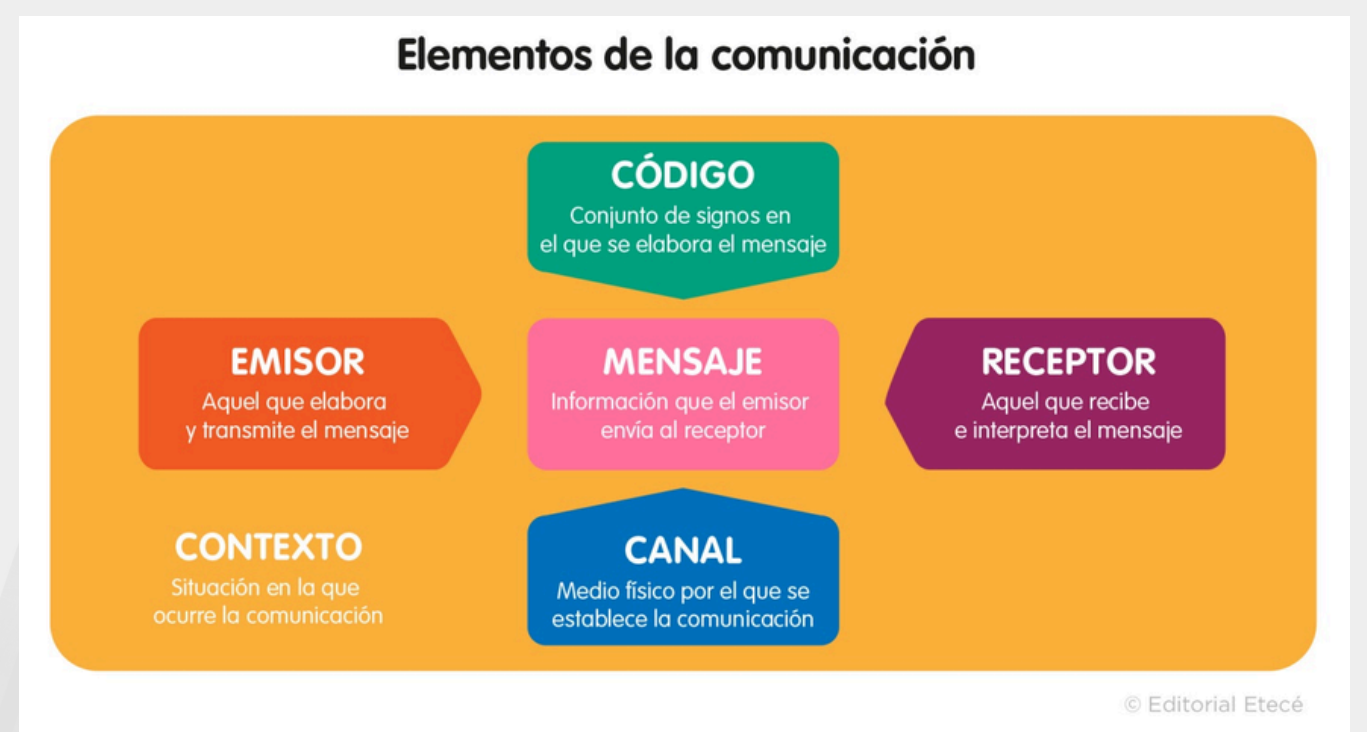 Elementos de la comunicación
CÓDIGO
Conjunto de signos en
el que se elabora el mensaje
EMISOR
Aquel que elabora
y transmite el mensaje
MENSAJE
Información que el emisor
envía al receptor
RECEPTOR
Aquel que recibe
e interpreta el mensaje
CONTEXTO
Situación en la que
ocurre la comunicación
CANAL
Medio físico por el que se
establece la comunicación
© Editorial Etecé